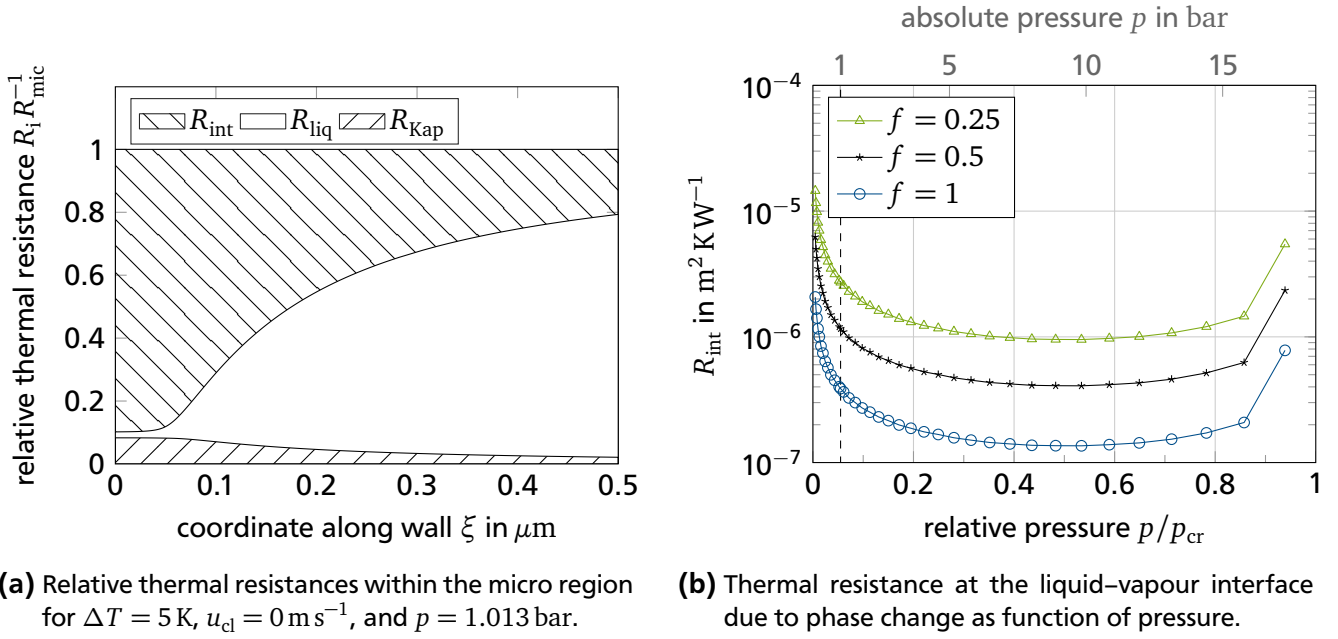 relative thermal resistance R_i R_mic^−1
1
0.8
0.6
0.4
0.2
0
R_int R_liq R_Kap
0 0.1 0.2 0.3 0.4 0.5
coordinate along wall ξ in μm
(a) Relative thermal resistances within the micro region
for ΔT = 5 K, u_cl = 0 m s^−1, and p = 1.013 bar.
absolute pressure p in bar
1 5 10 15
R_int in m^2 KW^−1
10^−4
10^−5
10^−6
10^−7
f = 0.25
f = 0.5
f = 1
0 0.2 0.4 0.6 0.8 1
relative pressure p/p_cr
(b) Thermal resistance at the liquid–vapour interface
due to phase change as function of pressure.